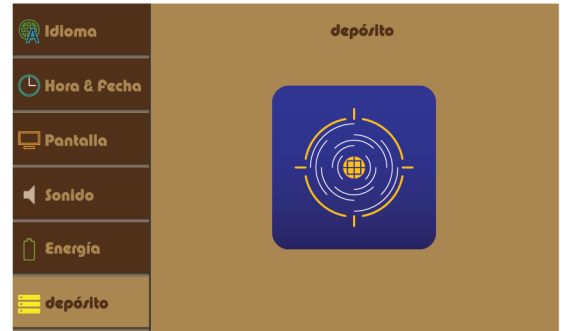 Idioma
depósito
Hora & Fecha
Pantalla
Sonido
Energía
depósito